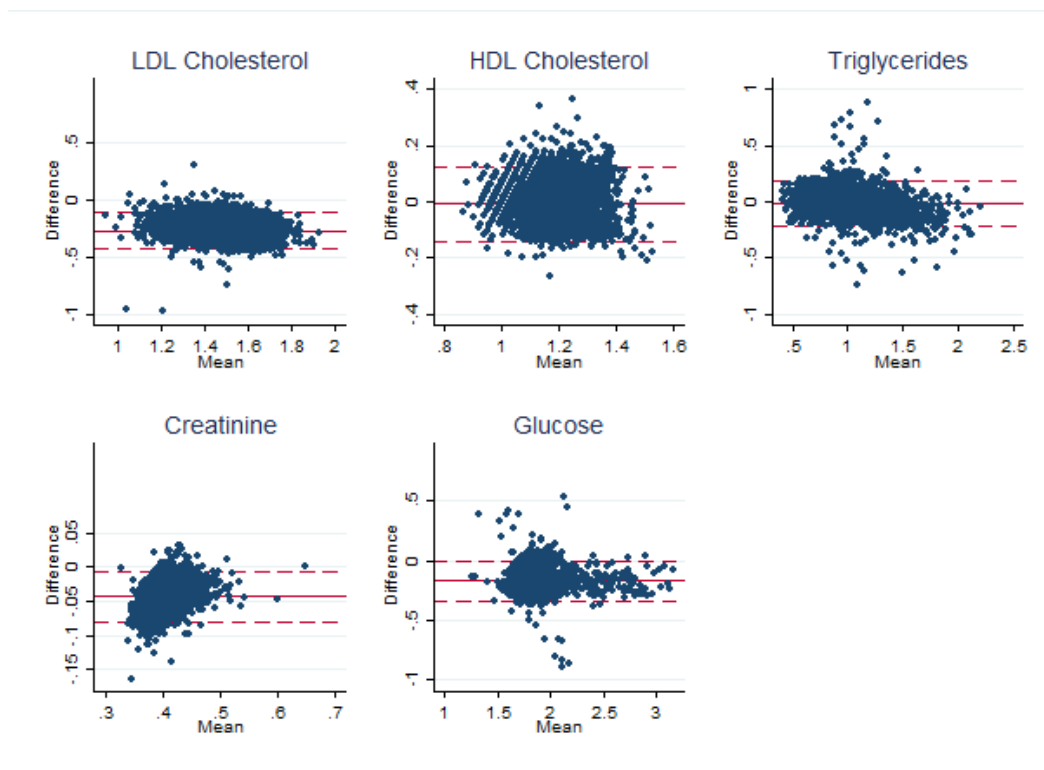 LDL Cholesterol
Difference
.5
0
-.5
-1
1 1.2 1.4 1.6 1.8 2
Mean
HDL Cholesterol
Difference
.4
.2
0
-.2
-.4
.8 1 1.2 1.4 1.6
Mean
Triglycerides
Difference
1
.5
0
-.5
-1
.5 1 1.5 2 2.5
Mean
Creatinine
Difference
.05
0
-.05
-.1
-.15
.3 .4 .5 .6 .7
Mean
Glucose
Difference
.5
0
-.5
-1
1 1.5 2 2.5 3
Mean